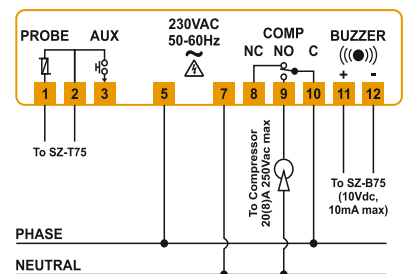 230VAC
50-60Hz
PROBE AUX COMP BUZZER
NC NO C
+ -
1 2 3 5 7 8 9 10 11 12
To SZ-T75
To Compressor
20(8)A 250Vac max
To SZ-B75
(10Vdc,
10mA max)
PHASE
NEUTRAL